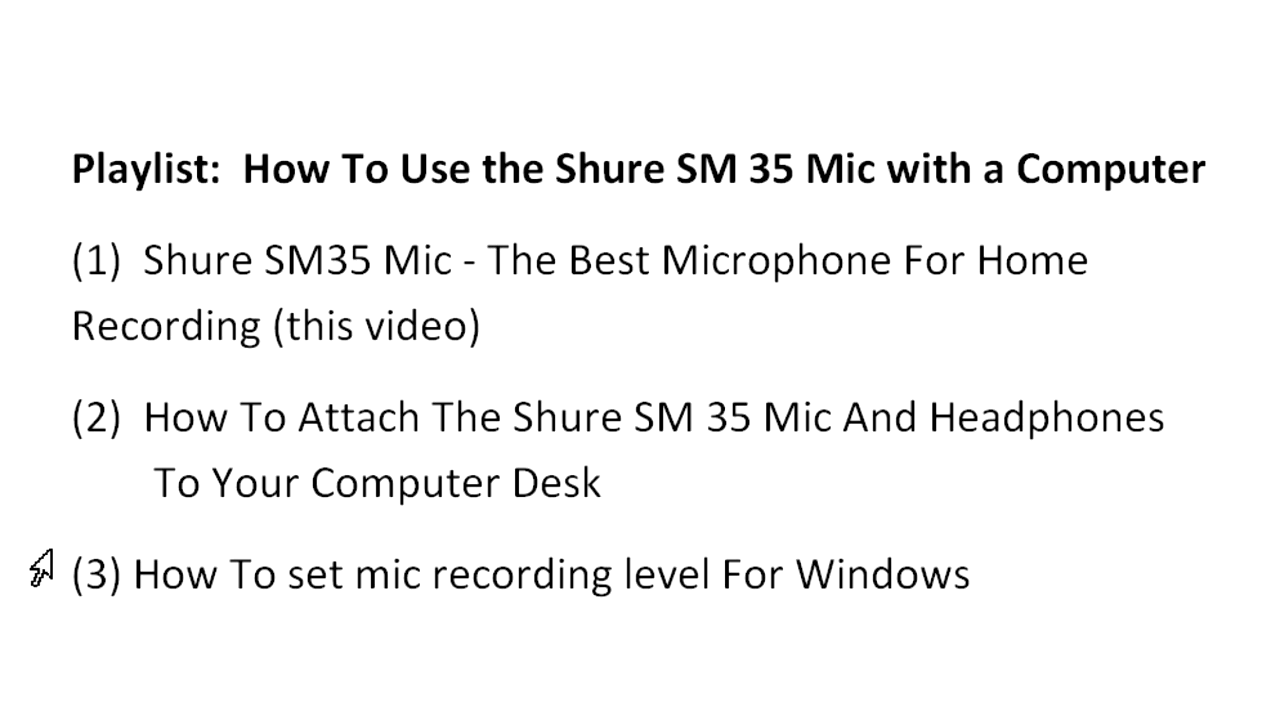 Playlist:  How To Use the Shure SM 35 Mic with a Computer
(1)  Shure SM35 Mic - The Best Microphone For Home
Recording (this video)
(2)  How To Attach The Shure SM 35 Mic And Headphones
To Your Computer Desk
(3) How To set mic recording level For Windows